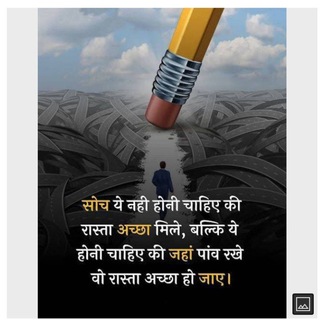 सोच ये नही होनी चाहिए की
रास्ता अच्छा मिले, बल्कि ये
होनी चाहिए की जहां पांव रखे
वो रास्ता अच्छा हो जाए।